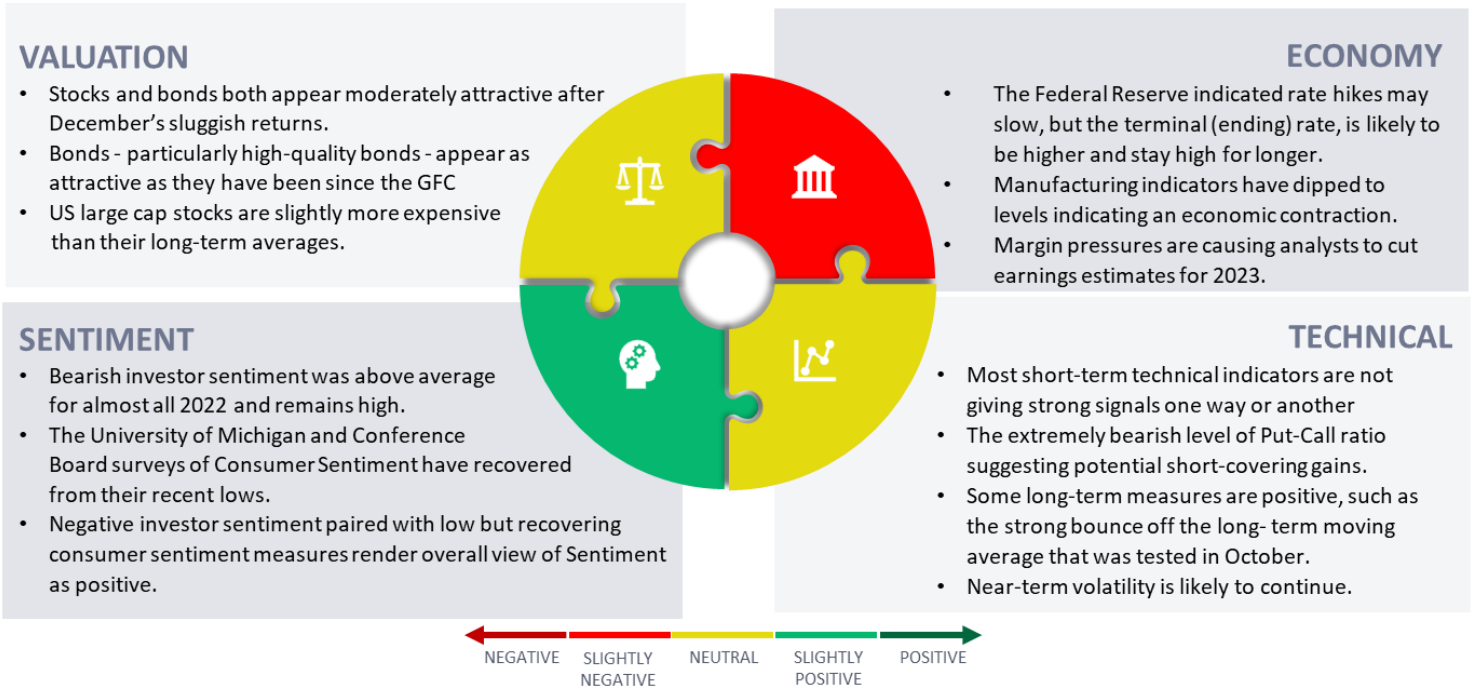 VALUATION
• Stocks and bonds both appear moderately attractive after
December's sluggish returns.
• Bonds - particularly high-quality bonds - appear as
attractive as they have been since the GFC
• US large cap stocks are slightly more expensive
than their long-term averages.
ECONOMY
• The Federal Reserve indicated rate hikes may
slow, but the terminal (ending) rate, is likely to
be higher and stay high for longer.
• Manufacturing indicators have dipped to
levels indicating an economic contraction.
• Margin pressures are causing analysts to cut
earnings estimates for 2023.
SENTIMENT
• Bearish investor sentiment was above average
for almost all 2022 and remains high.
• The University of Michigan and Conference
Board surveys of Consumer Sentiment have recovered
from their recent lows.
• Negative investor sentiment paired with low but recovering
consumer sentiment measures render overall view of Sentiment
as positive.
TECHNICAL
• Most short-term technical indicators are not
giving strong signals one way or another
• The extremely bearish level of Put-Call ratio
suggesting potential short-covering gains.
• Some long-term measures are positive, such as
the strong bounce off the long- term moving
average that was tested in October.
• Near-term volatility is likely to continue.
NEGATIVE
SLIGHTLY
NEGATIVE
NEUTRAL
SLIGHTLY
POSITIVE
POSITIVE